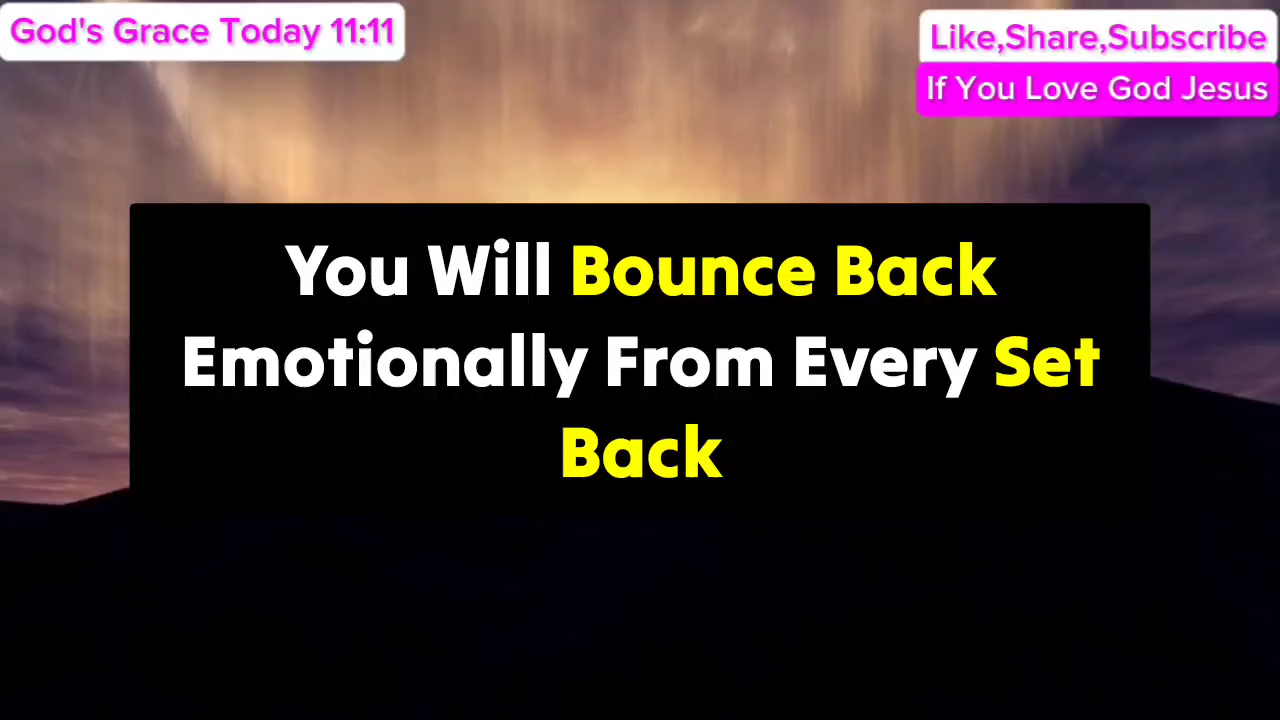 God's Grace Today 11:11
Like,Share,Subscribe
If You Love God Jesus
You Will Bounce Back
Emotionally From Every Set
Back